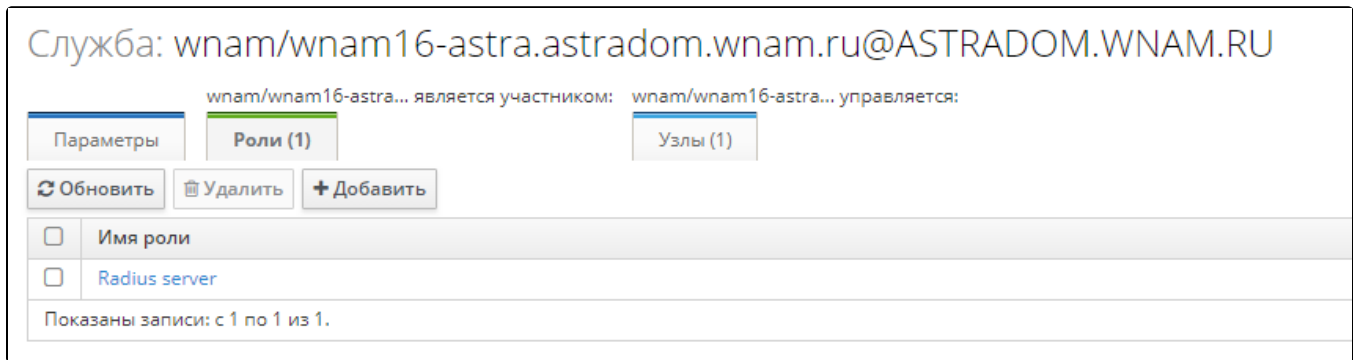 Служба: wnam/wnam16-astra.astradom.wnam.ru@ASTRADOM.WNAM.RU
wnam/wnam16-astra... является участником: wnam/wnam16-astra... управляется:
Параметры Роли (1) Узлы (1)
Обновить Удалить Добавить
Имя роли
Radius server
Показаны записи: с 1 по 1 из 1.